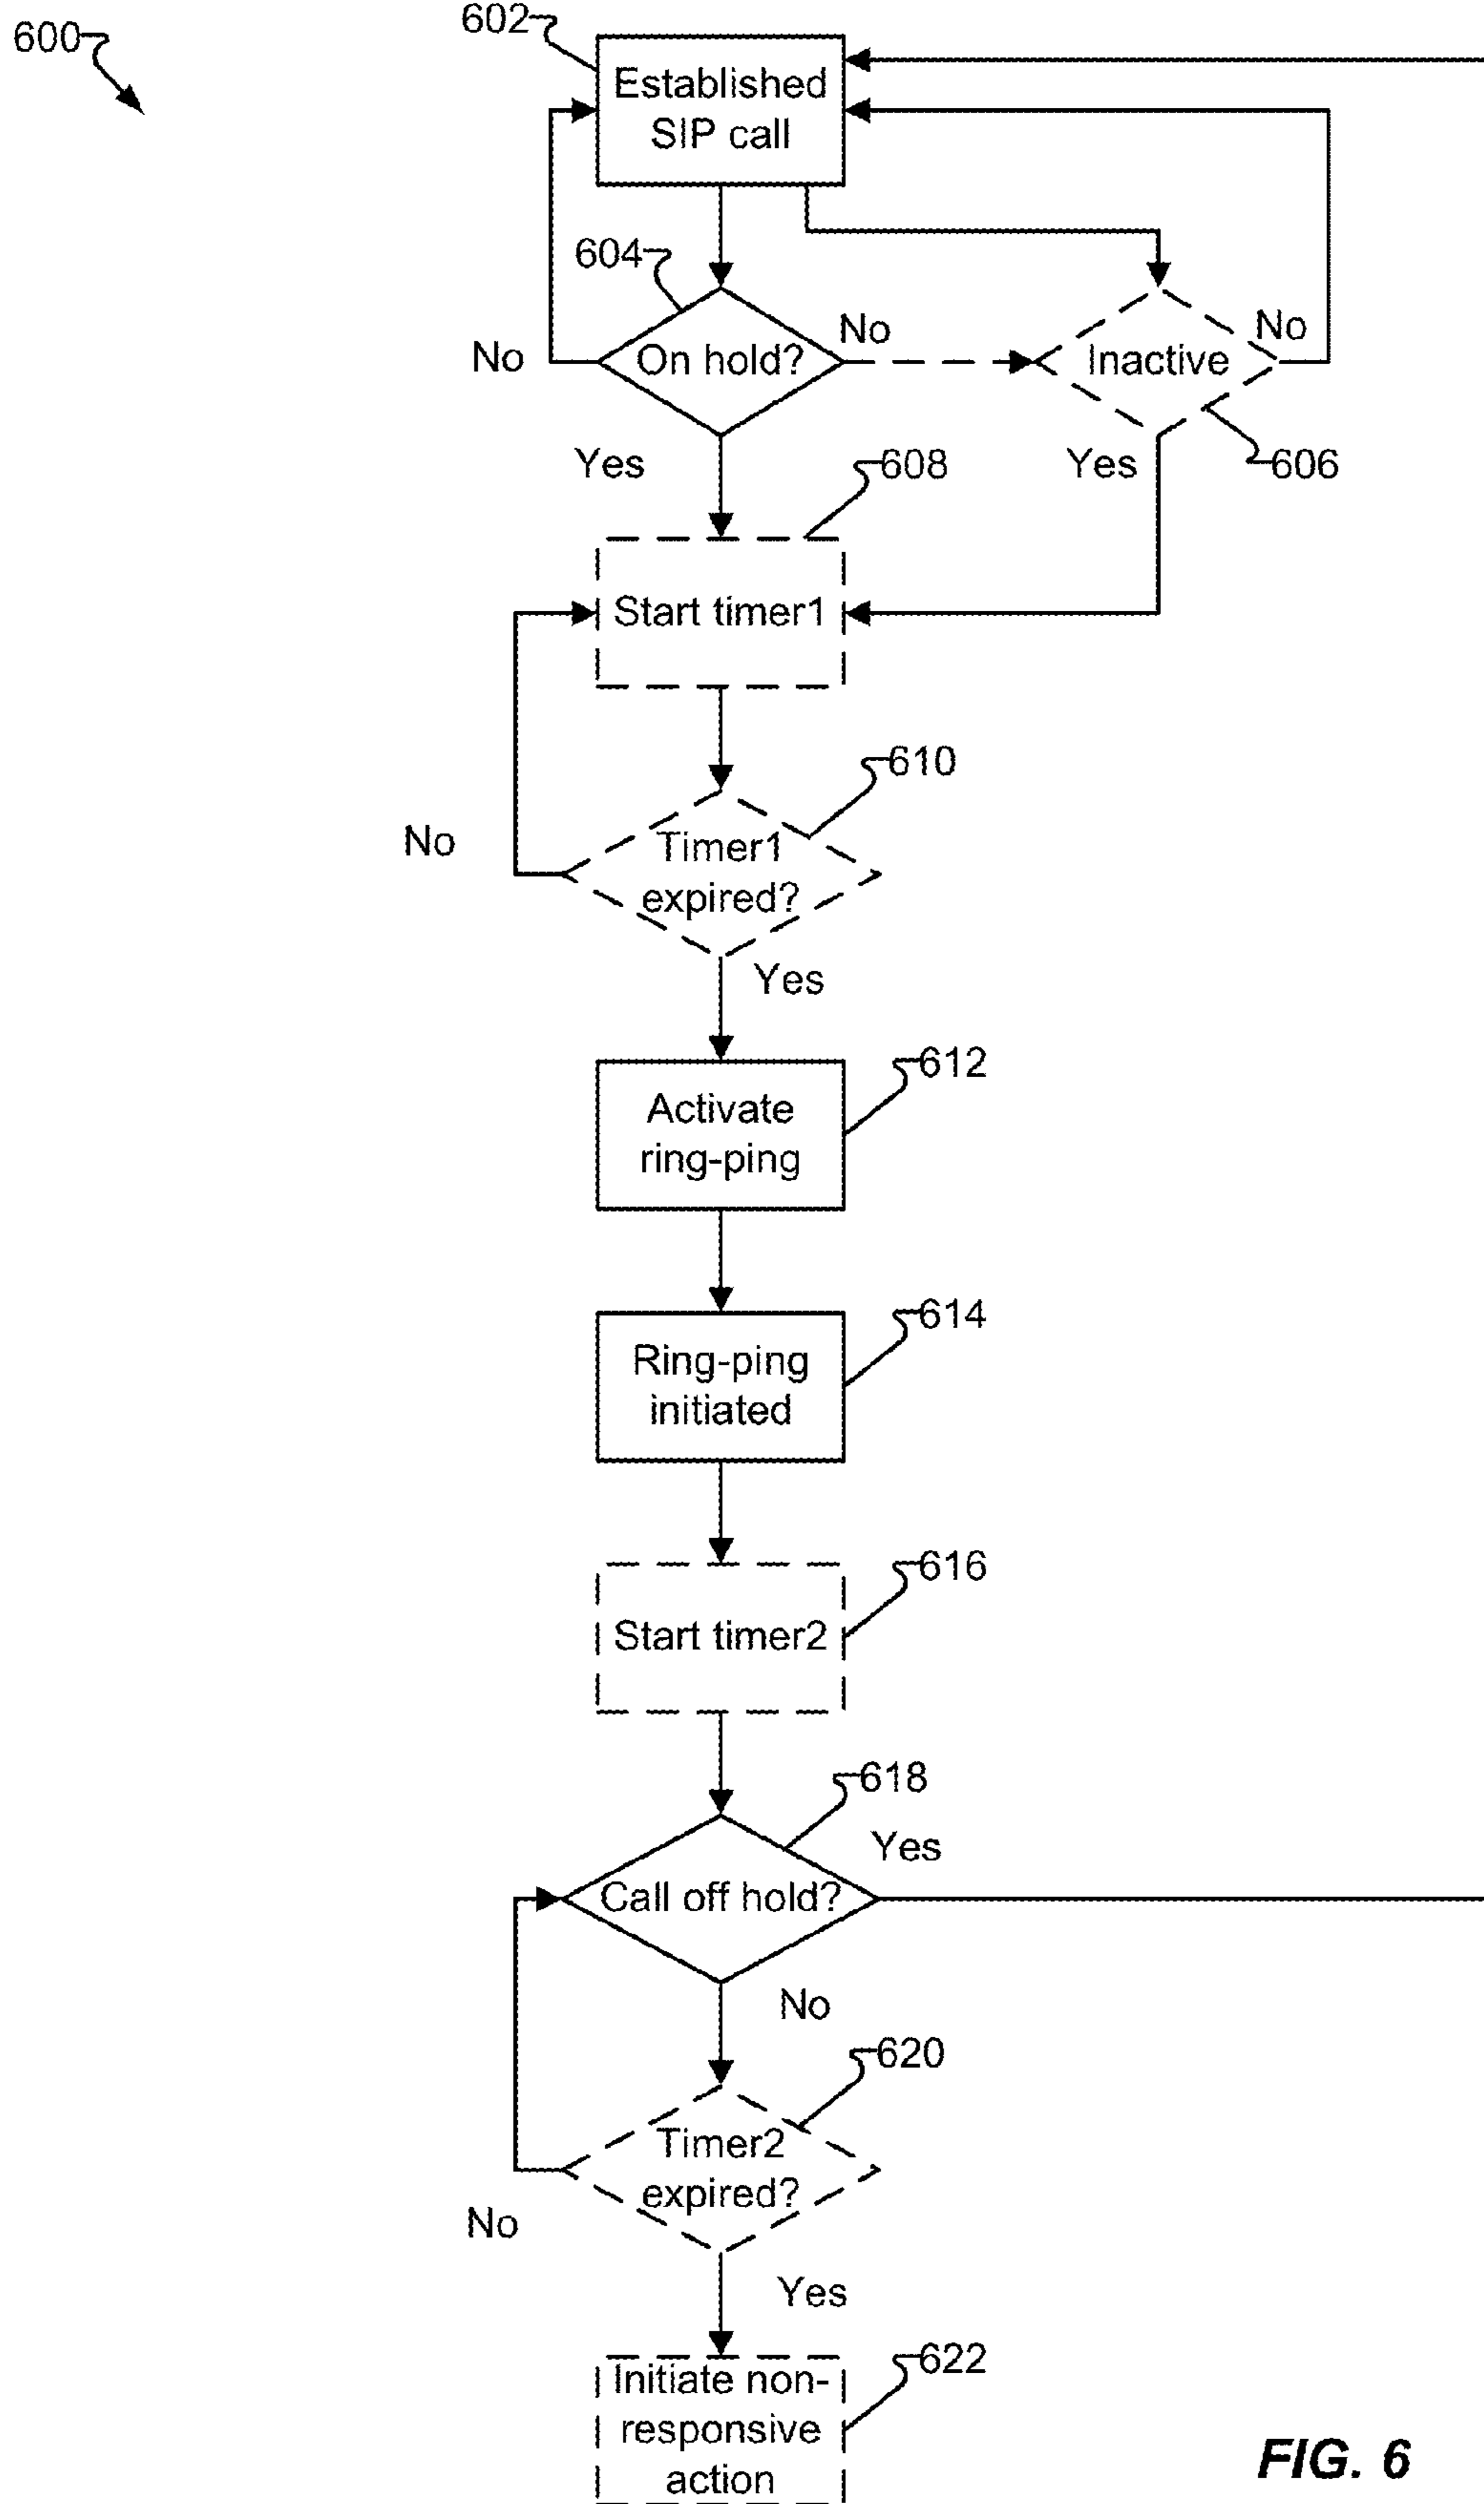 600
602
Established
SIP call
604
No
On hold?
No
Inactive
No
Yes
608
Yes
606
Start timer1
610
No
Timer1
expired?
Yes
612
Activate
ring-ping
614
Ring-ping
initiated
616
Start timer2
618
Yes
Call off hold?
No
620
Timer2
expired?
No
Yes
622
Initiate non-
responsive
action
FIG. 6